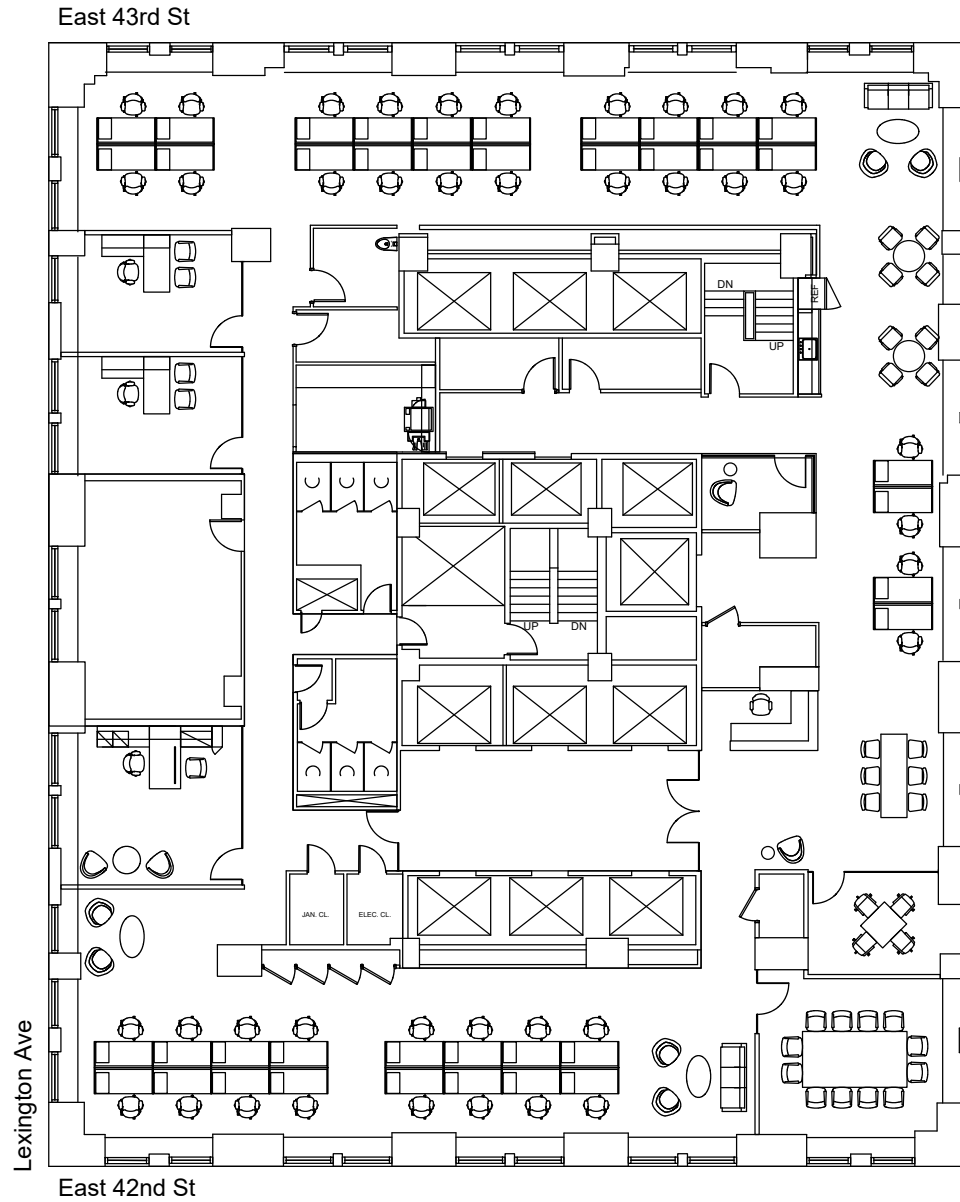 East 43rd St
DN
REF
UP
UP
DN
JAN. CL.
ELEC. CL.
Lexington Ave
East 42nd St